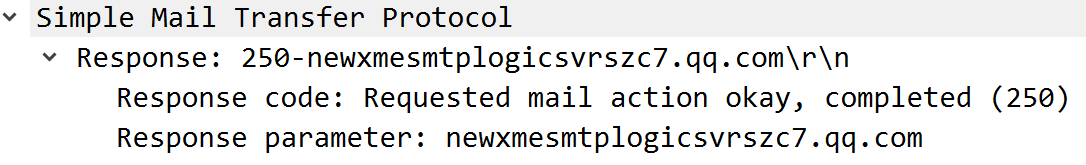 Simple Mail Transfer Protocol
Response: 250-newxmesmtplogicsvrszc7.qq.com\r\n
Response code: Requested mail action okay, completed (250)
Response parameter: newxmesmtplogicsvrszc7.qq.com